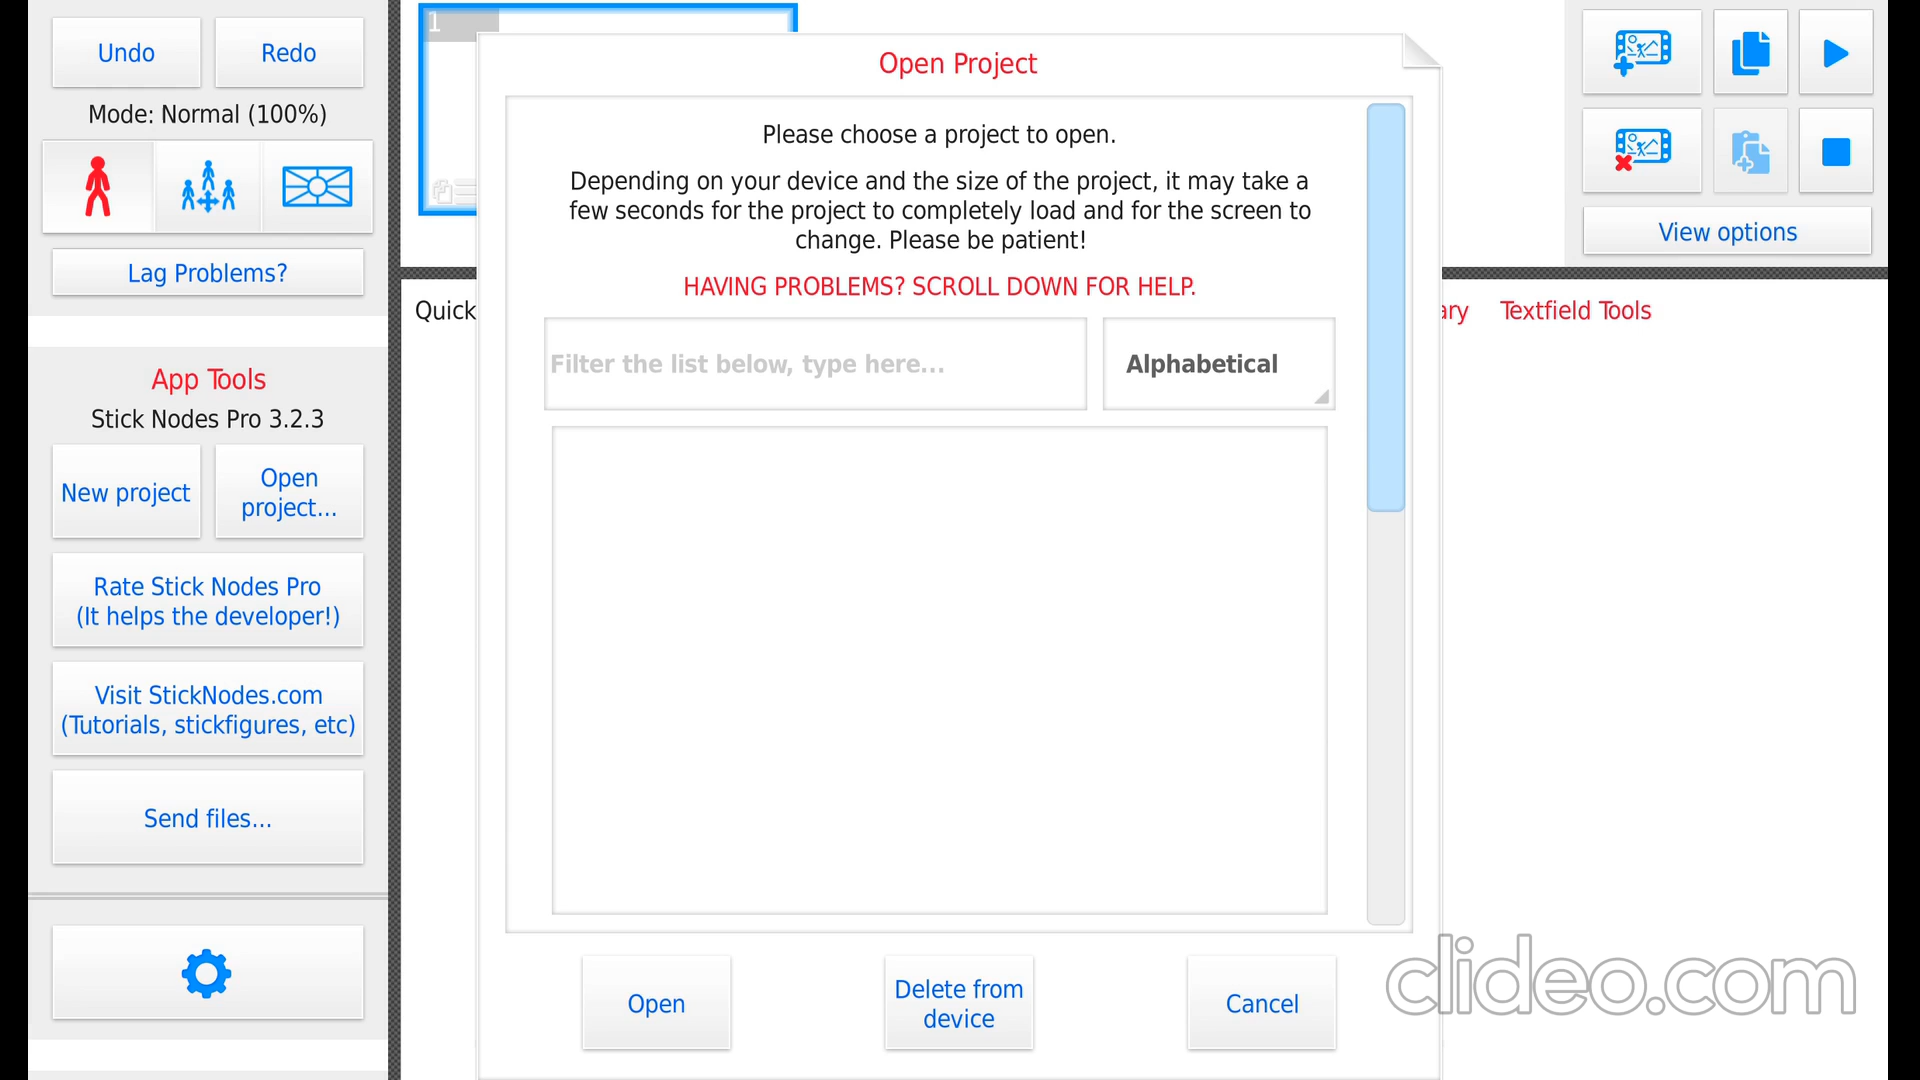 Undo
Redo
Mode: Normal (100%)
Lag Problems?
App Tools
Stick Nodes Pro 3.2.3
New project
Open
project...
Rate Stick Nodes Pro
(It helps the developer!)
Visit StickNodes.com
(Tutorials, stickfigures, etc)
Send files...
1
Quick
Open Project
Please choose a project to open.
Depending on your device and the size of the project, it may take a
few seconds for the project to completely load and for the screen to
change. Please be patient!
HAVING PROBLEMS? SCROLL DOWN FOR HELP.
Filter the list below, type here...
Alphabetical
Open
Delete from
device
Cancel
View options
Textfield Tools
clideo.com